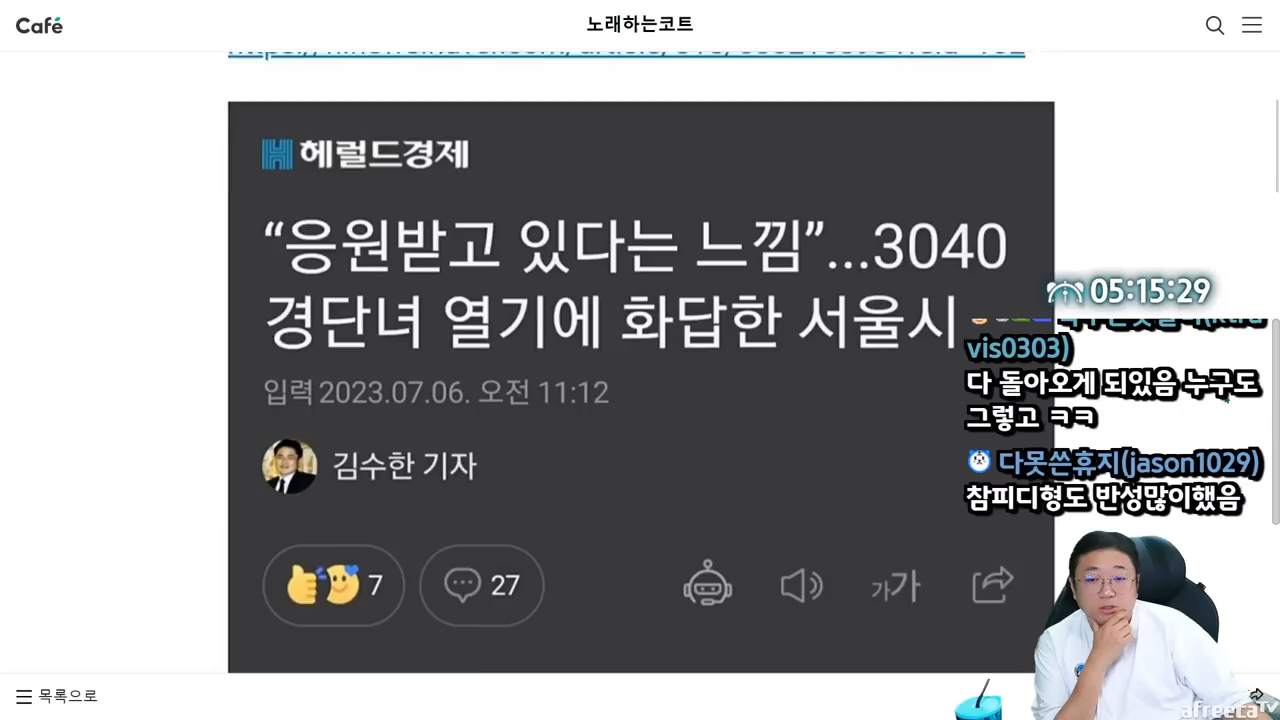 Café
노래하는코트
헤럴드경제
“응원받고 있다는 느낌”...3040
경단녀 열기에 화답한 서울시
입력 2023.07.06. 오전 11:12
김수한 기자
7
27
가가
05:15:29
vis0303)
다 돌아오게 되있음 누구도
그렇고 ㅋㅋ
다못쓴휴지(jason1029)
참피디형도 반성많이했음
목록으로
afreecaTV